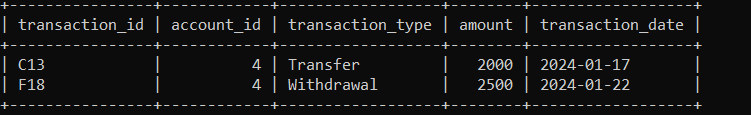 +----------------+------------+------------------+--------+------------------+
| transaction_id | account_id | transaction_type | amount | transaction_date |
+----------------+------------+------------------+--------+------------------+
| C13            |          4 | Transfer         |   2000 | 2024-01-17       |
| F18            |          4 | Withdrawal       |   2500 | 2024-01-22       |
+----------------+------------+------------------+--------+------------------+